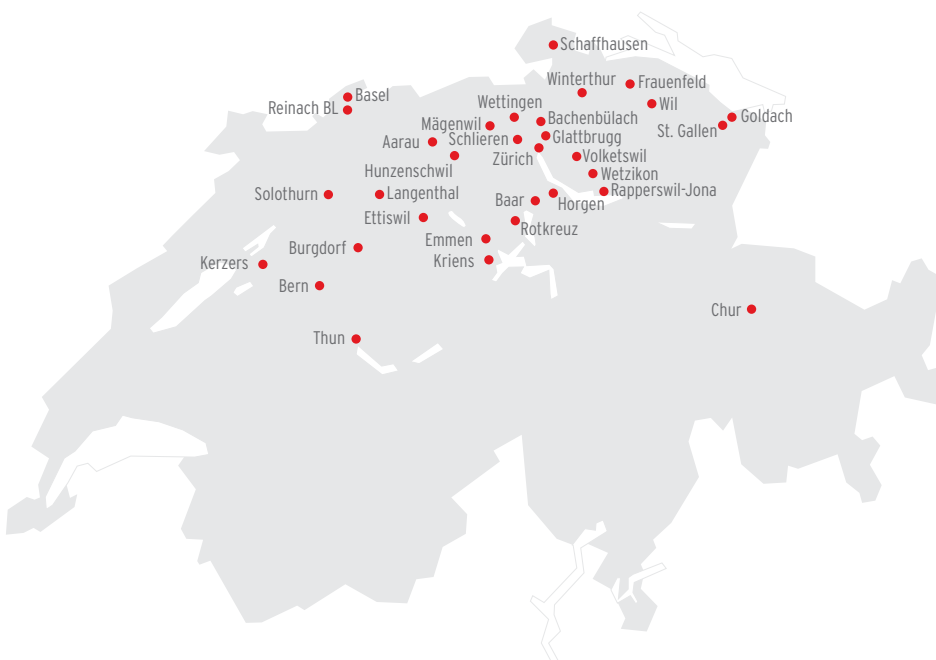 Schaffhausen
Winterthur
Frauenfeld
Basel
Reinach BL
Wettingen
Wil
Goldach
Mägenwil
Bachenbülach
St. Gallen
Aarau
Schlieren
Glattbrugg
Zürich
Volketswil
Hunzenschwil
Wetzikon
Solothurn
Langenthal
Baar
Horgen
Rapperswil-Jona
Ettiswil
Rotkreuz
Emmen
Burgdorf
Kriens
Kerzers
Bern
Chur
Thun